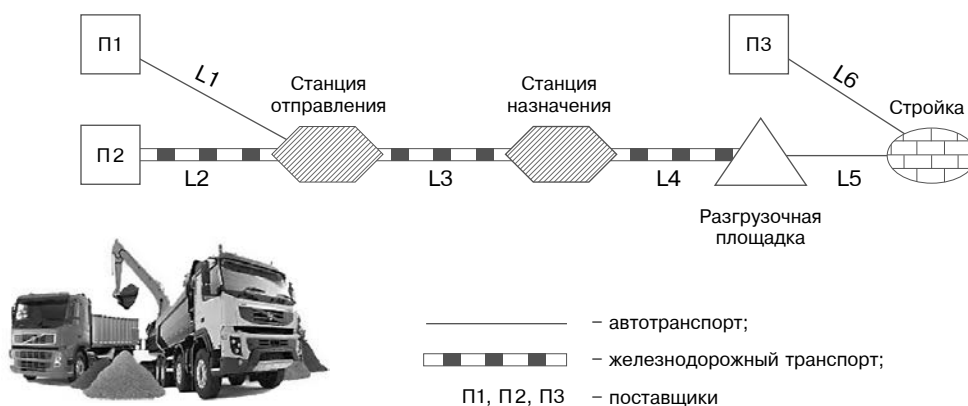 П1
L1
Станция
отправления
Станция
назначения
П3
L6
Стройка
П2
L2
L3
L4
L5
Разгрузочная
площадка
– автотранспорт;
– железнодорожный транспорт;
П1, П2, П3 – поставщики